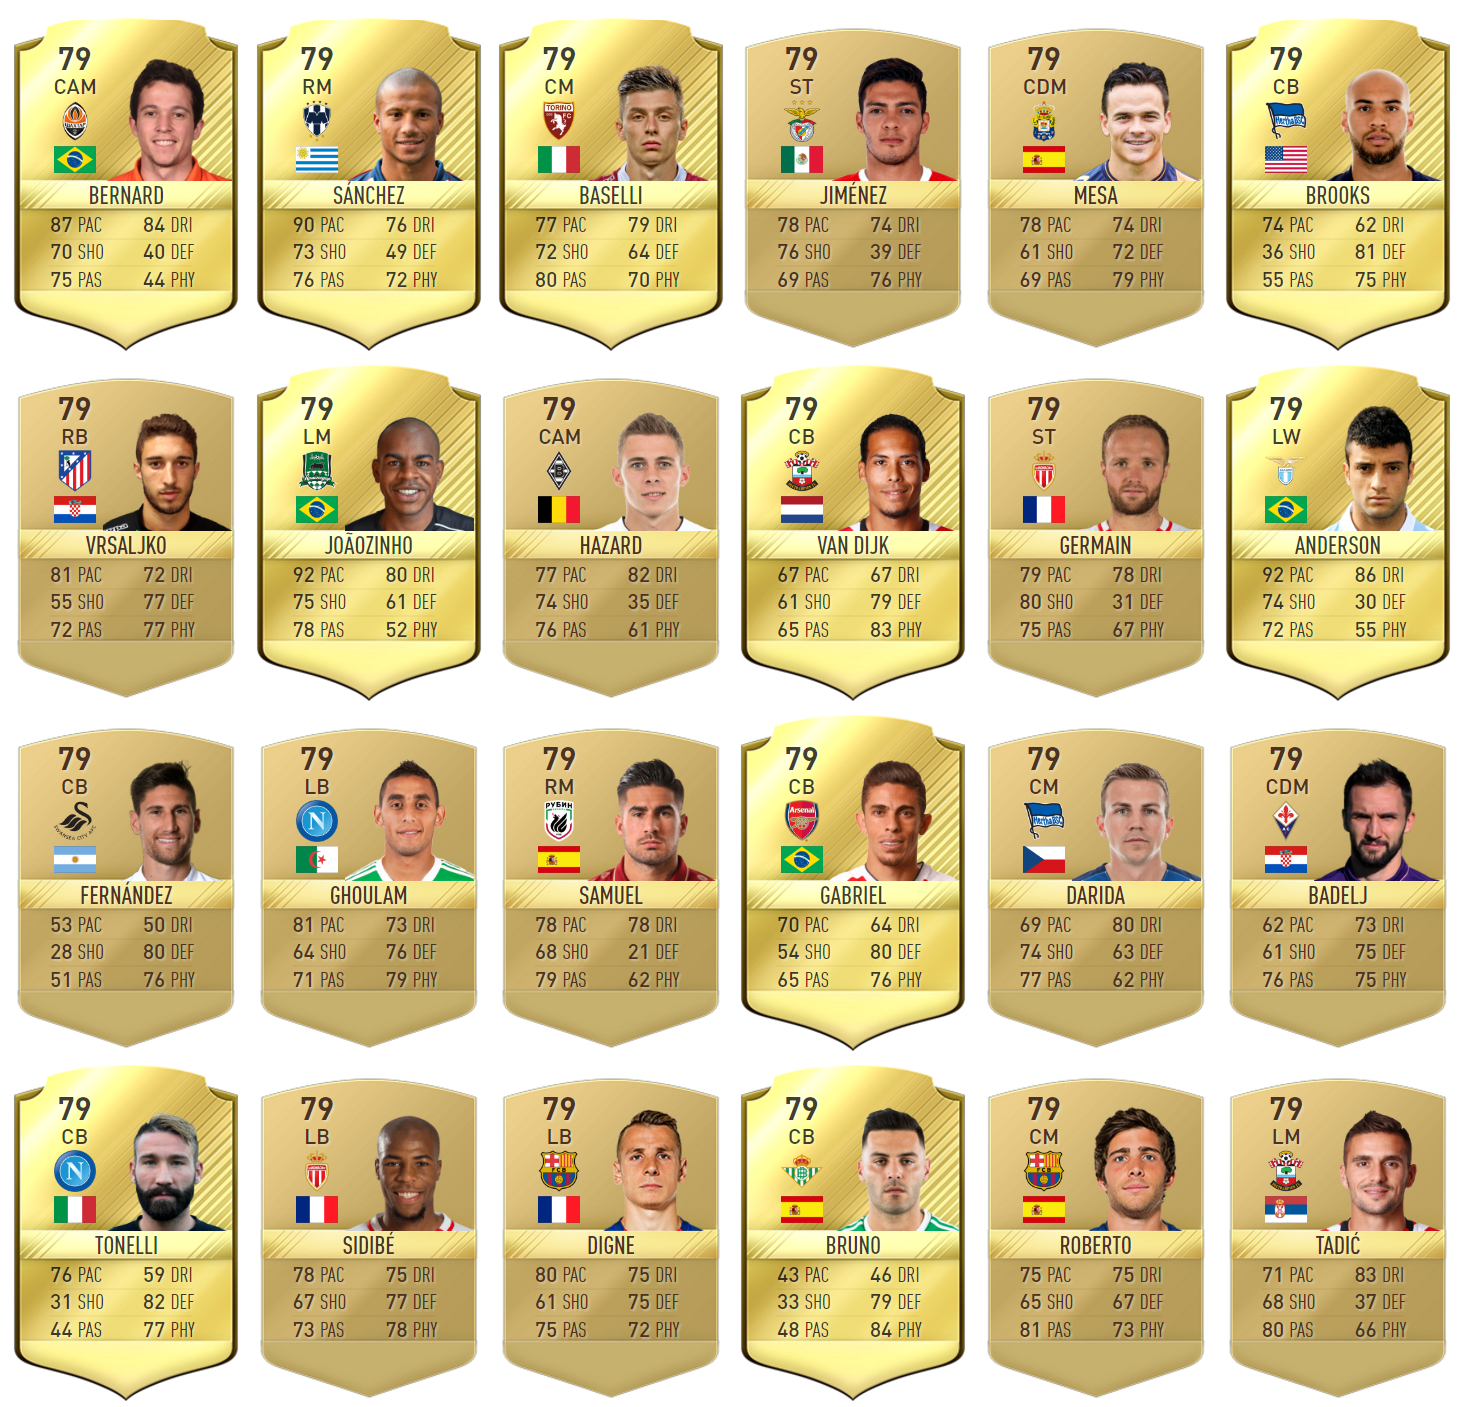 79
CAM
BERNARD
87 PAC 84 DRI
70 SHO 40 DEF
75 PAS 44 PHY
79
RM
SÁNCHEZ
90 PAC 76 DRI
73 SHO 49 DEF
76 PAS 72 PHY
79
CM
TORINO
FC
BASELLI
77 PAC 79 DRI
72 SHO 64 DEF
80 PAS 70 PHY
79
ST
JIMÉNEZ
78 PAC 74 DRI
76 SHO 39 DEF
69 PAS 76 PHY
79
CDM
MESA
78 PAC 74 DRI
61 SHO 72 DEF
69 PAS 79 PHY
79
CB
Hertha BSC
BROOKS
74 PAC 62 DRI
36 SHO 81 DEF
55 PAS 75 PHY
79
RB
VRSALJKO
81 PAC 72 DRI
55 SHO 77 DEF
72 PAS 77 PHY
79
LM
JOÃOZINHO
92 PAC 80 DRI
75 SHO 61 DEF
78 PAS 52 PHY
79
CAM
B
HAZARD
77 PAC 82 DRI
74 SHO 35 DEF
76 PAS 61 PHY
79
CB
VAN DIJK
67 PAC 67 DRI
61 SHO 79 DEF
65 PAS 83 PHY
79
ST
GERMAIN
79 PAC 78 DRI
80 SHO 31 DEF
75 PAS 67 PHY
79
LW
ANDERSON
92 PAC 86 DRI
74 SHO 30 DEF
72 PAS 55 PHY
79
CB
SWANSEA CITY AFC
FERNÁNDEZ
53 PAC 50 DRI
28 SHO 80 DEF
51 PAS 76 PHY
79
LB
N
GHOULAM
81 PAC 73 DRI
64 SHO 76 DEF
71 PAS 79 PHY
79
RM
РУБИН
SAMUEL
78 PAC 78 DRI
68 SHO 21 DEF
79 PAS 62 PHY
79
CB
Arsenal
GABRIEL
70 PAC 64 DRI
54 SHO 80 DEF
65 PAS 76 PHY
79
CM
Hertha BSC
DARIDA
69 PAC 80 DRI
74 SHO 63 DEF
77 PAS 62 PHY
79
CDM
BADELJ
62 PAC 73 DRI
61 SHO 75 DEF
76 PAS 75 PHY
79
CB
N
TONELLI
76 PAC 59 DRI
31 SHO 82 DEF
44 PAS 77 PHY
79
LB
SIDIBÉ
78 PAC 75 DRI
67 SHO 77 DEF
73 PAS 78 PHY
79
LB
FCB
DIGNE
80 PAC 75 DRI
61 SHO 75 DEF
75 PAS 72 PHY
79
CB
BRUNO
43 PAC 46 DRI
33 SHO 79 DEF
48 PAS 84 PHY
79
CM
FCB
ROBERTO
75 PAC 75 DRI
65 SHO 67 DEF
81 PAS 73 PHY
79
LM
TADIĆ
71 PAC 83 DRI
68 SHO 37 DEF
80 PAS 66 PHY